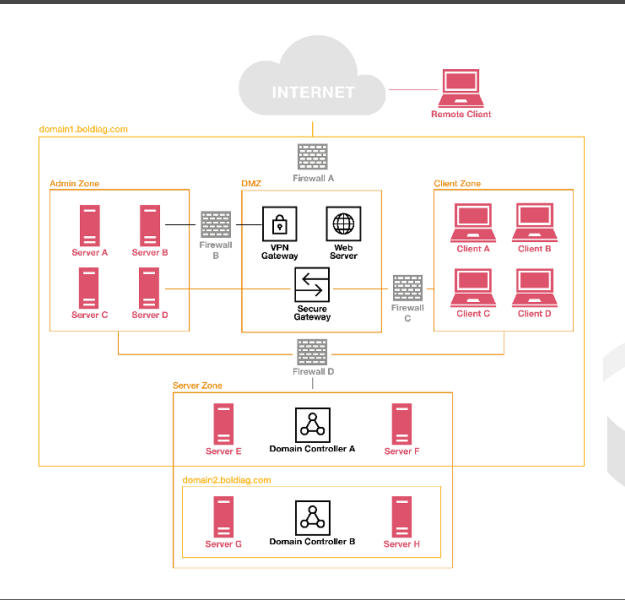 INTERNET
Remote Client
domain1.boldiag.com
Firewall A
Admin Zone
DMZ
Client Zone
Server A
Server B
Firewall
B
VPN
Gateway
Web
Server
Client A
Client B
Server C
Server D
Secure
Gateway
Firewall
C
Client C
Client D
Firewall D
Server Zone
Server E
Domain Controller A
Server F
domain2.boldiag.com
Server G
Domain Controller B
Server H